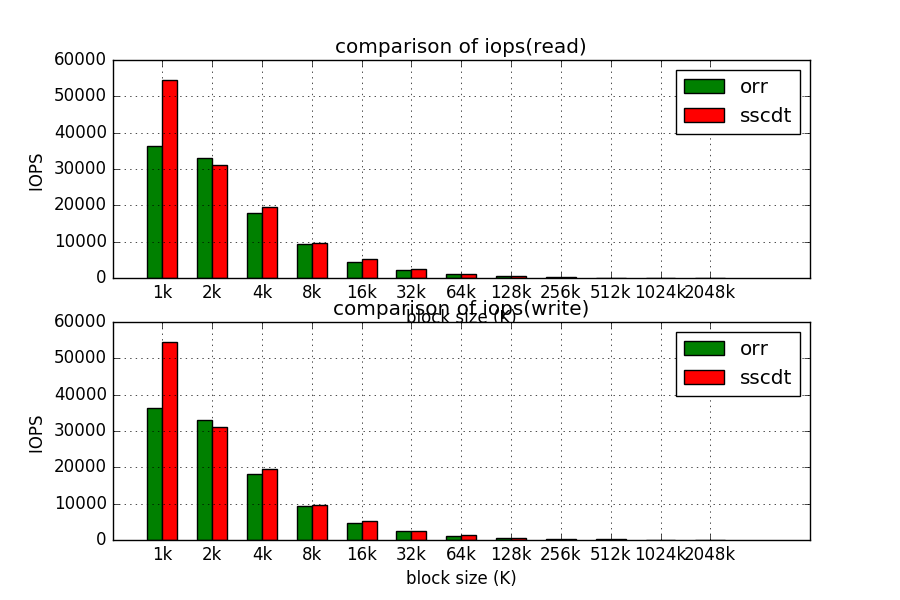 comparison of iops(read)
60000
50000
40000
30000
20000
10000
0
IOPS
orr
sscdt
1k 2k 4k 8k 16k 32k 64k 128k 256k 512k 1024k 2048k
block size (K)
comparison of iops(write)
60000
50000
40000
30000
20000
10000
0
IOPS
orr
sscdt
1k 2k 4k 8k 16k 32k 64k 128k 256k 512k 1024k 2048k
block size (K)